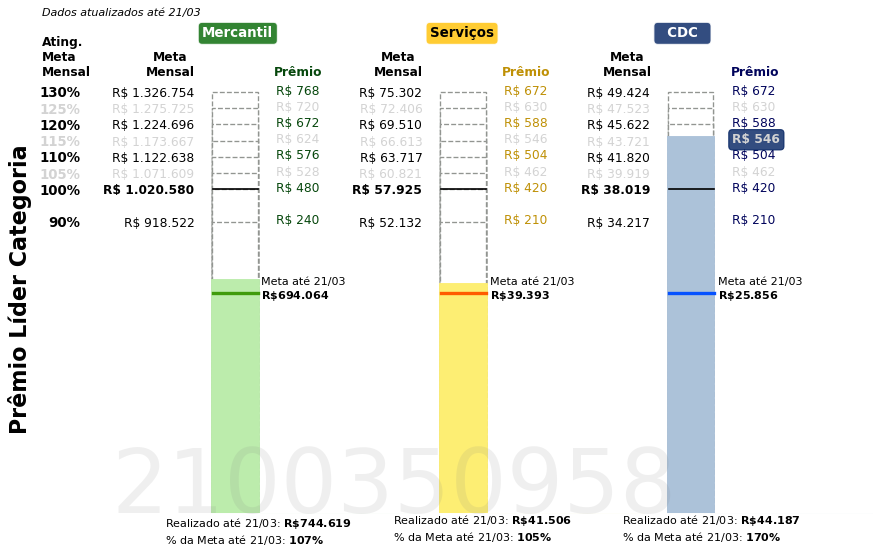 Dados atualizados até 21/03
Mercantil Serviços CDC
Ating. Meta Mensal Meta Mensal Prêmio Meta Mensal Prêmio Meta Mensal Prêmio
130% R$ 1.326.754 R$ 768 R$ 75.302 R$ 672 R$ 49.424 R$ 672
125% R$ 1.275.725 R$ 720 R$ 72.406 R$ 630 R$ 47.523 R$ 630
120% R$ 1.224.696 R$ 672 R$ 69.510 R$ 588 R$ 45.622 R$ 588
115% R$ 1.173.667 R$ 624 R$ 66.613 R$ 546 R$ 43.721 R$ 546
110% R$ 1.122.638 R$ 576 R$ 63.717 R$ 504 R$ 41.820 R$ 504
105% R$ 1.071.609 R$ 528 R$ 60.821 R$ 462 R$ 39.919 R$ 462
100% R$ 1.020.580 R$ 480 R$ 57.925 R$ 420 R$ 38.019 R$ 420
90% R$ 918.522 R$ 240 R$ 52.132 R$ 210 R$ 34.217 R$ 210
Prêmio Líder Categoria
Meta até 21/03 Meta até 21/03 Meta até 21/03
R$694.064 R$39.393 R$25.856
2100350958
Realizado até 21/03: R$744.619 Realizado até 21/03: R$41.506 Realizado até 21/03: R$44.187
% da Meta até 21/03: 107% % da Meta até 21/03: 105% % da Meta até 21/03: 170%